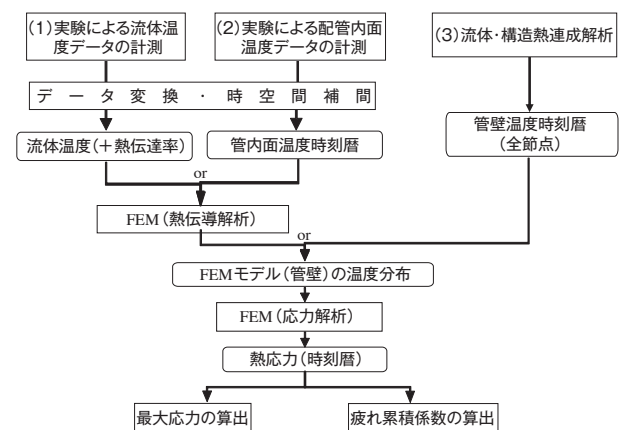 (1)実験による流体温
度データの計測
(2)実験による配管内面
温度データの計測
(3)流体・構造熱連成解析
データ変換・時空間補間
流体温度(+熱伝達率)
管内面温度時刻暦
管壁温度時刻暦
(全節点)
or
FEM(熱伝導解析)
or
FEMモデル(管壁)の温度分布
FEM(応力解析)
熱応力(時刻暦)
最大応力の算出
疲れ累積係数の算出